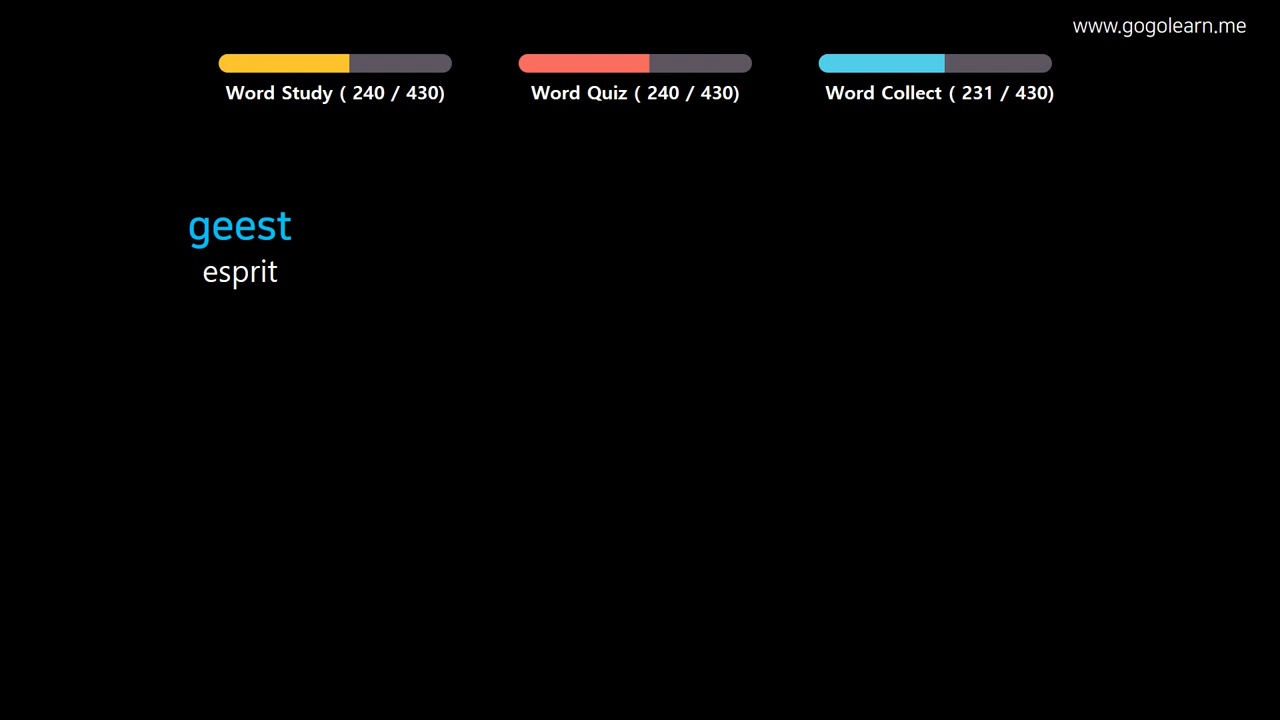 www.gogolearn.me
Word Study ( 240 / 430)
Word Quiz ( 240 / 430)
Word Collect ( 231 / 430)
geest
esprit